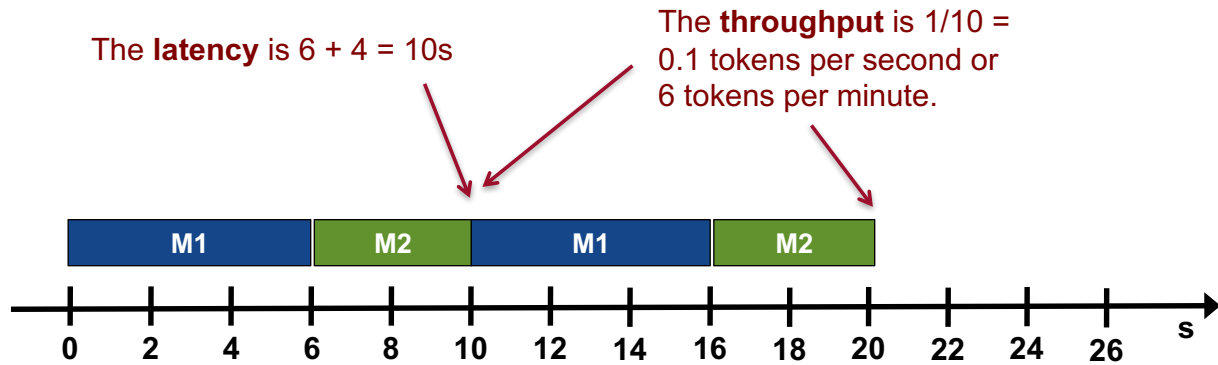 The latency is 6 + 4 = 10s
The throughput is 1/10 =
0.1 tokens per second or
6 tokens per minute.
M1 M2 M1 M2
s
0 2 4 6 8 10 12 14 16 18 20 22 24 26